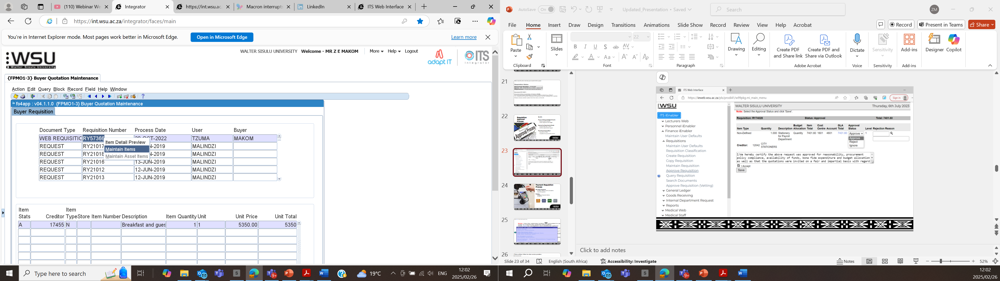 (110) Webinar We
Integrator
https://int.wsu.ac.
Macron interrupts
LinkedIn
ITS Web Interface
https://int.wsu.ac.za/integrator/faces/main
You're in Internet Explorer mode. Most pages work better in Microsoft Edge.
Open in Microsoft Edge
Learn more
WSU
Walter Sisulu University
WALTER SISULU UNIVERSITY Welcome - MR Z E MAKOM
More Help Logout
adapt IT
ITS
integrator
{FPMO1-3} Buyer Quotation Maintenance
Action Edit Query Block Record Field Help Window
fo4app : v04.1.1.0 {FPMO1-3} Buyer Quotation Maintenance
Buyer Requisition
Document Type Requisition Number Process Date User Buyer
WEB REQUISITIC RY57366 OCT-2022 TZUMA MAKOM
REQUEST RY21017 N-2019 MALINDZI
REQUEST RY21018 N-2019 MALINDZI
REQUEST RY21016 13-JUN-2019 MALINDZI
REQUEST RY21012 12-JUN-2019 MALINDZI
REQUEST RY21013 12-JUN-2019 MALINDZI
Item Detail Preview
Maintain Items
Maintain Asset Items
Item Item
Stats Creditor Type Store Item Number Description Item Quantity Unit Unit Price Unit Total
A 17455 N Breakfast and gues 1 1 5350.00 5350
Type here to search
19°C
ENG
12:02
2025/02/26
AutoSave On
Updated_Presentation • Saved
Search
ZM
File Home Insert Draw Design Transitions Animations Slide Show Record Review View Help Acrobat
Record
Present in Teams
Share
Paste
Clipboard
Slides
22
Font
Paragraph
Drawing
Editing
Create PDF and Share link
Create PDF and Share via Outlook
Adobe Acrobat
Dictate
Voice
Sensitivity
Sensitivity
Add-ins
Add-ins
Designer
Copilot
21
22
Requisition Approval Process
23
24
Payment Requisition Process
25
26
ITS Web Interface
https://ieweb.wsu.ac.za/pls/prodi41/w99pkg.mi_main_menu
Sign in
WSU
WALTER SISULU UNIVERSITY
Thursday, 6th July 2023
Note: Select the Approval Status and click 'Save'.
Requisition: RY74028 Status: Approval Total: 7401.60
Item Type Quantity Description Budget Allocation Item Total Cost Centre Account GLA Total Approval Status Level Rejection Reason
Non-Defined 1.000 Stationery for Payroll Department Quantity 7401.60 1601 4601 7401.60 Approve 1
Approve
Reject
Ignore
Creditor: 12042 CITY STATIONERS
I/We hereby certify the above request was approved for reasonability, procurement
policy compliance, availability of funds, bona fide expenditure and budget allocation
as well as that the quotations were invited on a fair and impartial basis with regard
I Accept
Save
ITS iEnabler
Lecturers Web
Personnel iEnabler
Finance iEnabler
Maintain User Defaults
Requisitions
Maintain User Defaults
Requisition Classification
Create Requisition
Copy Requisition
Maintain Requisition
Approve Requisition
Query Requisition
Search Documents
Approve Requisition (Vetting)
General Ledger
Goods Receiving
Internal Department Request
Reports
Medical Web
Medical Staff
Click to add notes
Slide 23 of 34
English (South Africa)
Accessibility: Investigate
Notes
52%
12:02
2025/02/26